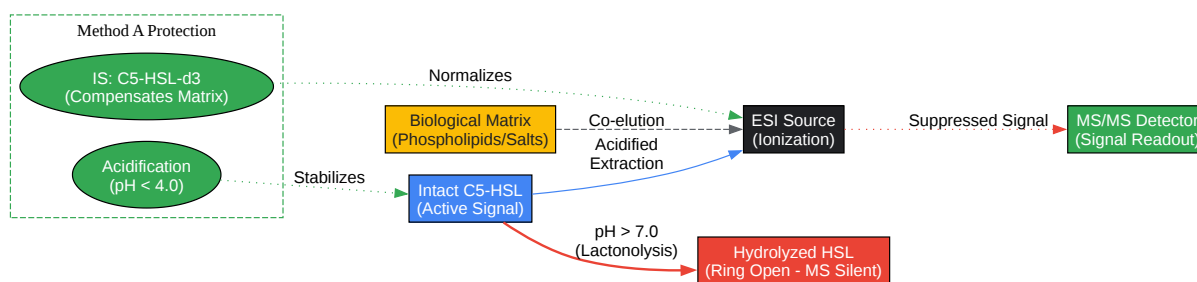 Method A Protection
IS: C5-HSL-d3
(Compensates Matrix)
Acidification
(pH < 4.0)
Normalizes
Stabilizes
Biological Matrix
(Phospholipids/Salts)
Intact C5-HSL
(Active Signal)
Co-elution
Acidified
Extraction
pH > 7.0
(Lactonolysis)
ESI Source
(Ionization)
Hydrolyzed HSL
(Ring Open - MS Silent)
Suppressed Signal
MS/MS Detector
(Signal Readout)